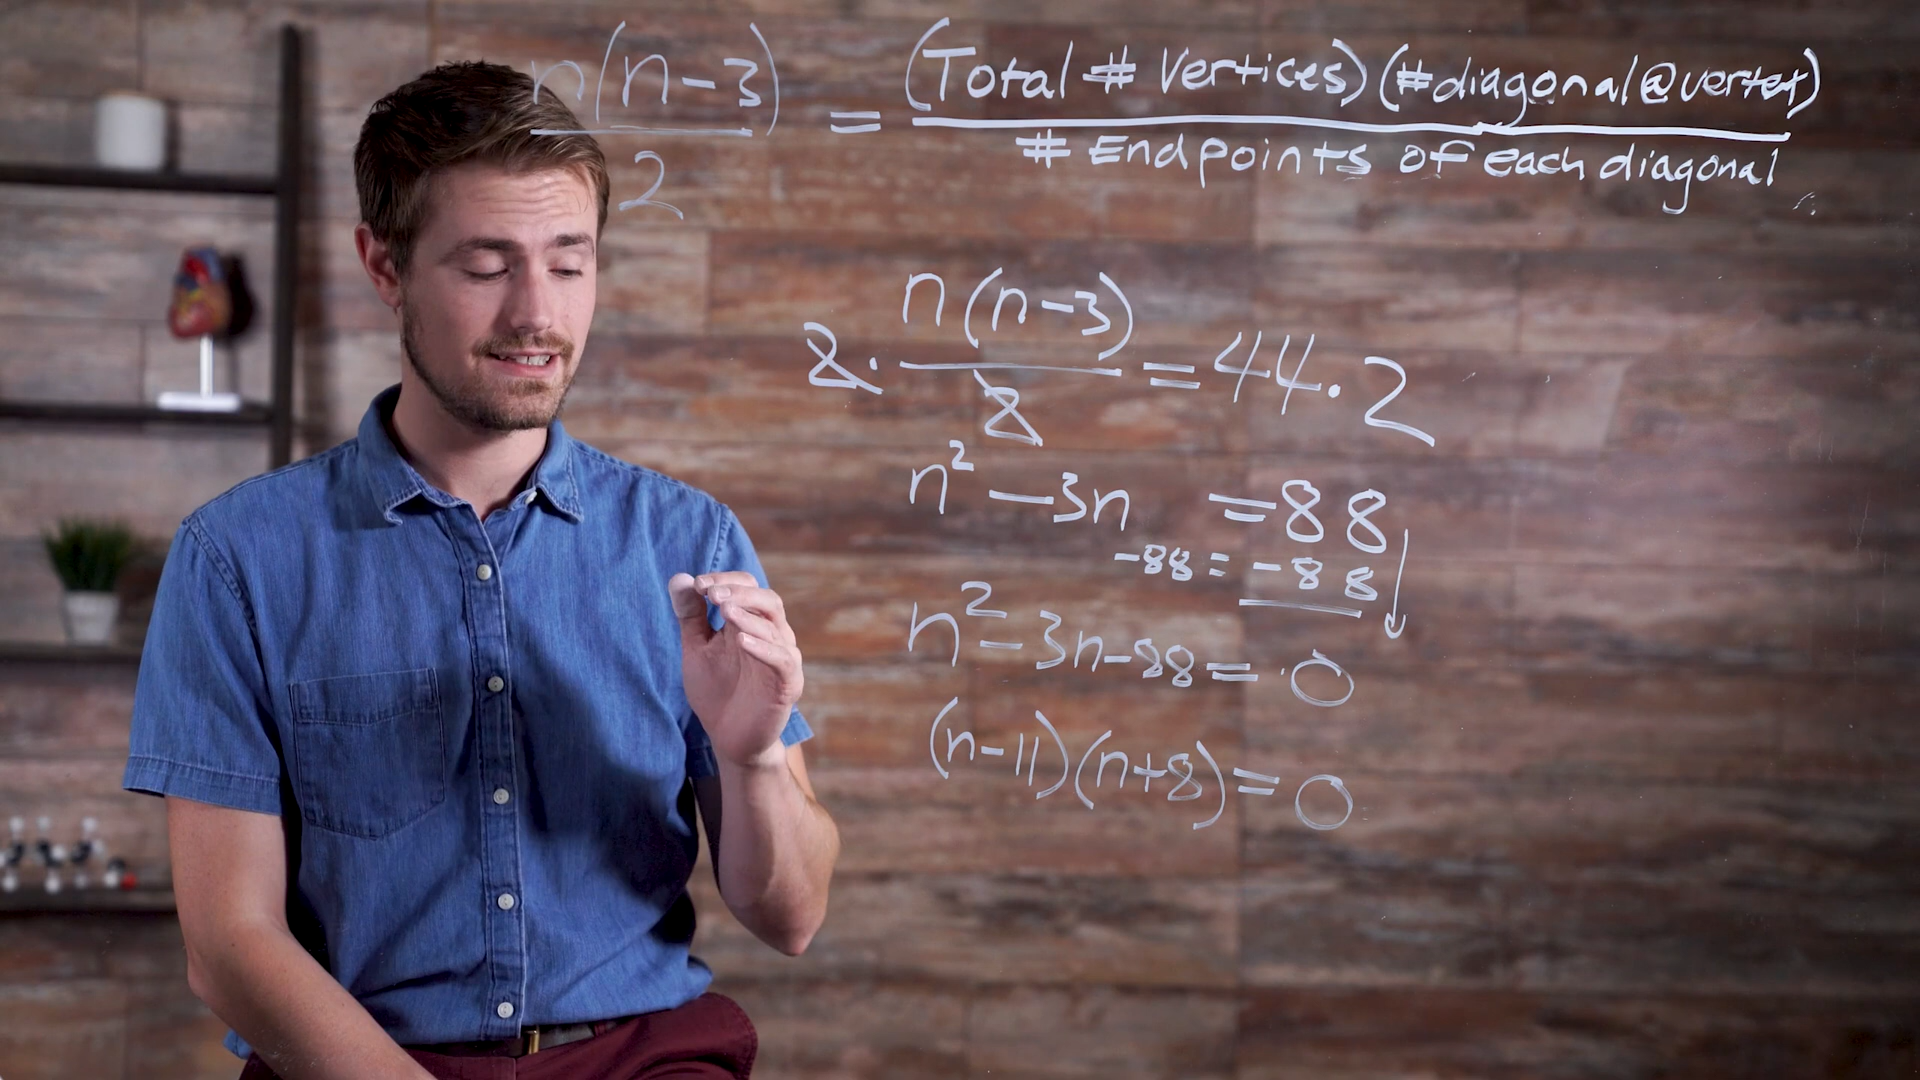 n(n-3)/2 = (Total # Vertices)(#diagonal@vertex)/# Endpoints of each diagonal
2· n(n-3)/2 = 44·2
n² - 3n = 88
-88 = -88
n² - 3n - 88 = 0
(n-11)(n+8) = 0